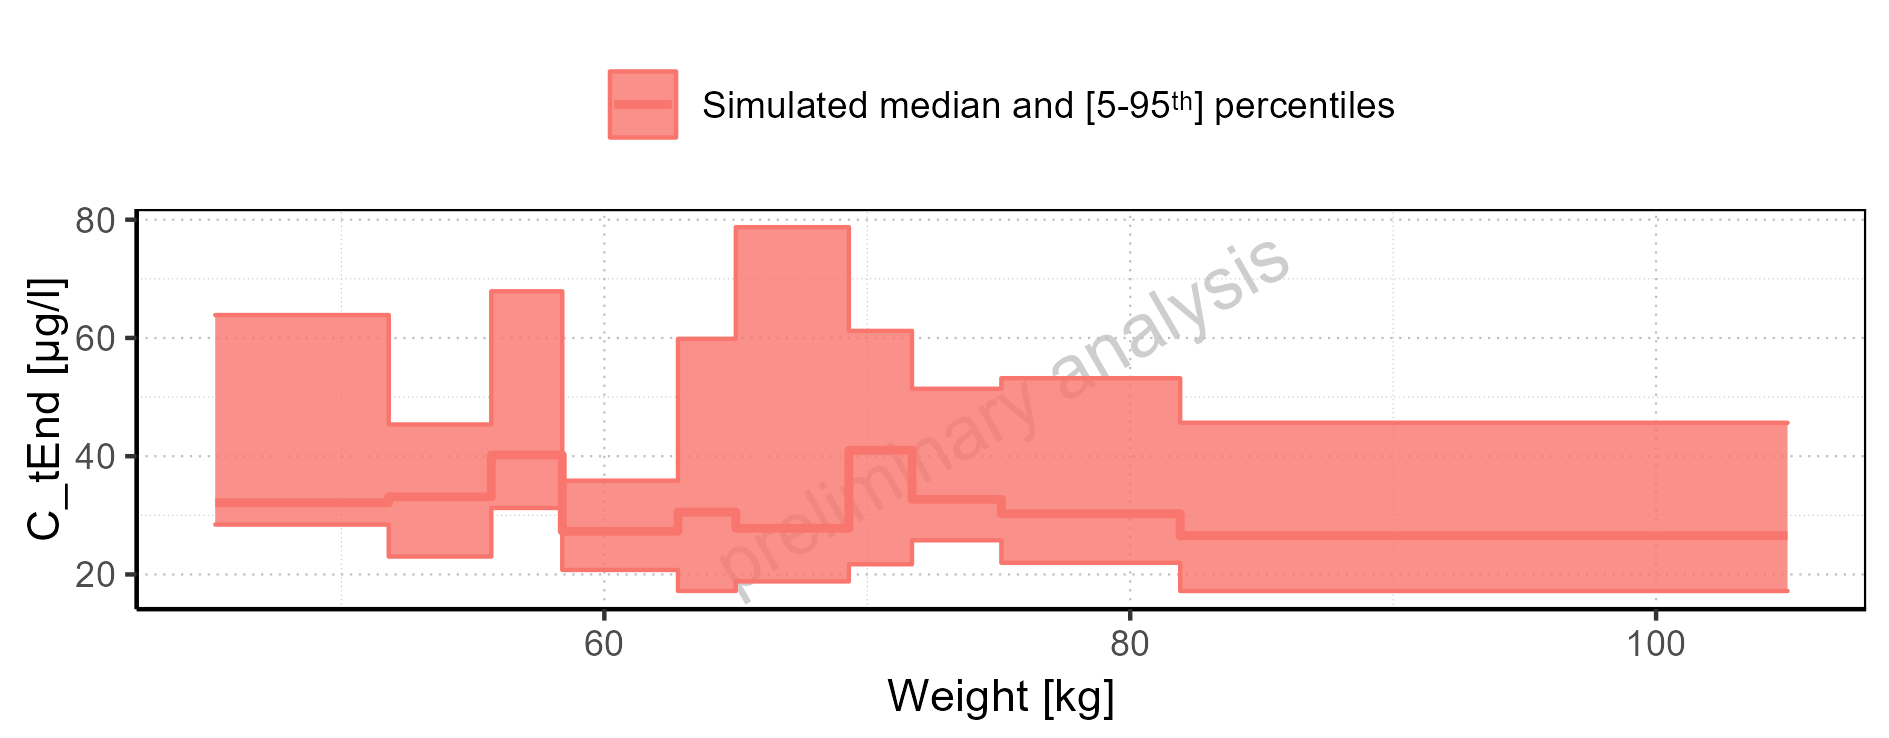 Simulated median and [5-95th] percentiles
80
60
40
20
C_tEnd [µg/l]
preliminary analysis
60 80 100
Weight [kg]